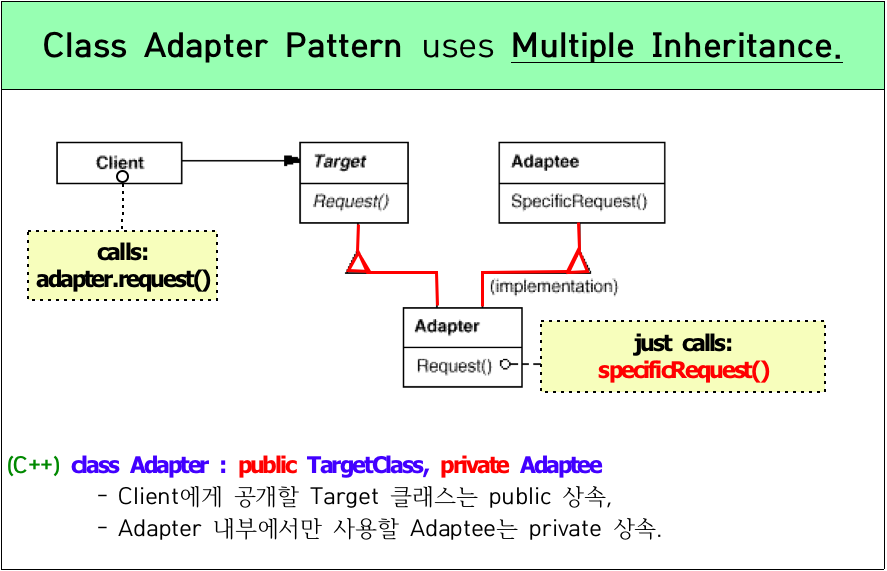 Class Adapter Pattern uses Multiple Inheritance.
Client
Target
Request()
Adaptee
SpecificRequest()
calls:
adapter.request()
(implementation)
Adapter
Request()
just calls:
specificRequest()
(C++) class Adapter : public TargetClass, private Adaptee
- Client에게 공개할 Target 클래스는 public 상속,
- Adapter 내부에서만 사용할 Adaptee는 private 상속.